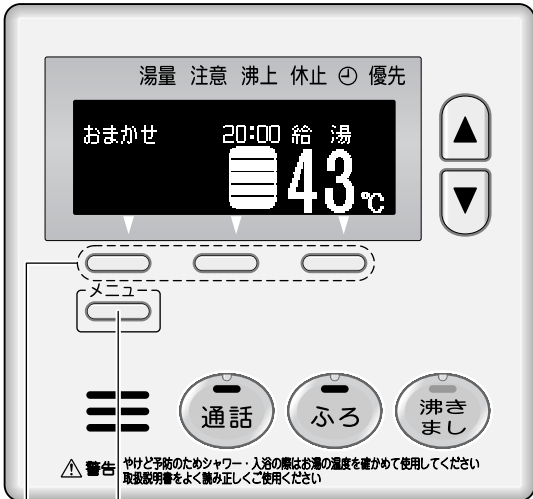 湯量 注意 沸上 休止 優先
おまかせ 20:00 給 湯
43℃
メニュー
通話 ふろ 沸き
まし
警告 やけど予防のためシャワー・入浴の際はお湯の温度を確かめて使用してください
取扱説明書をよく読み正しくご使用ください